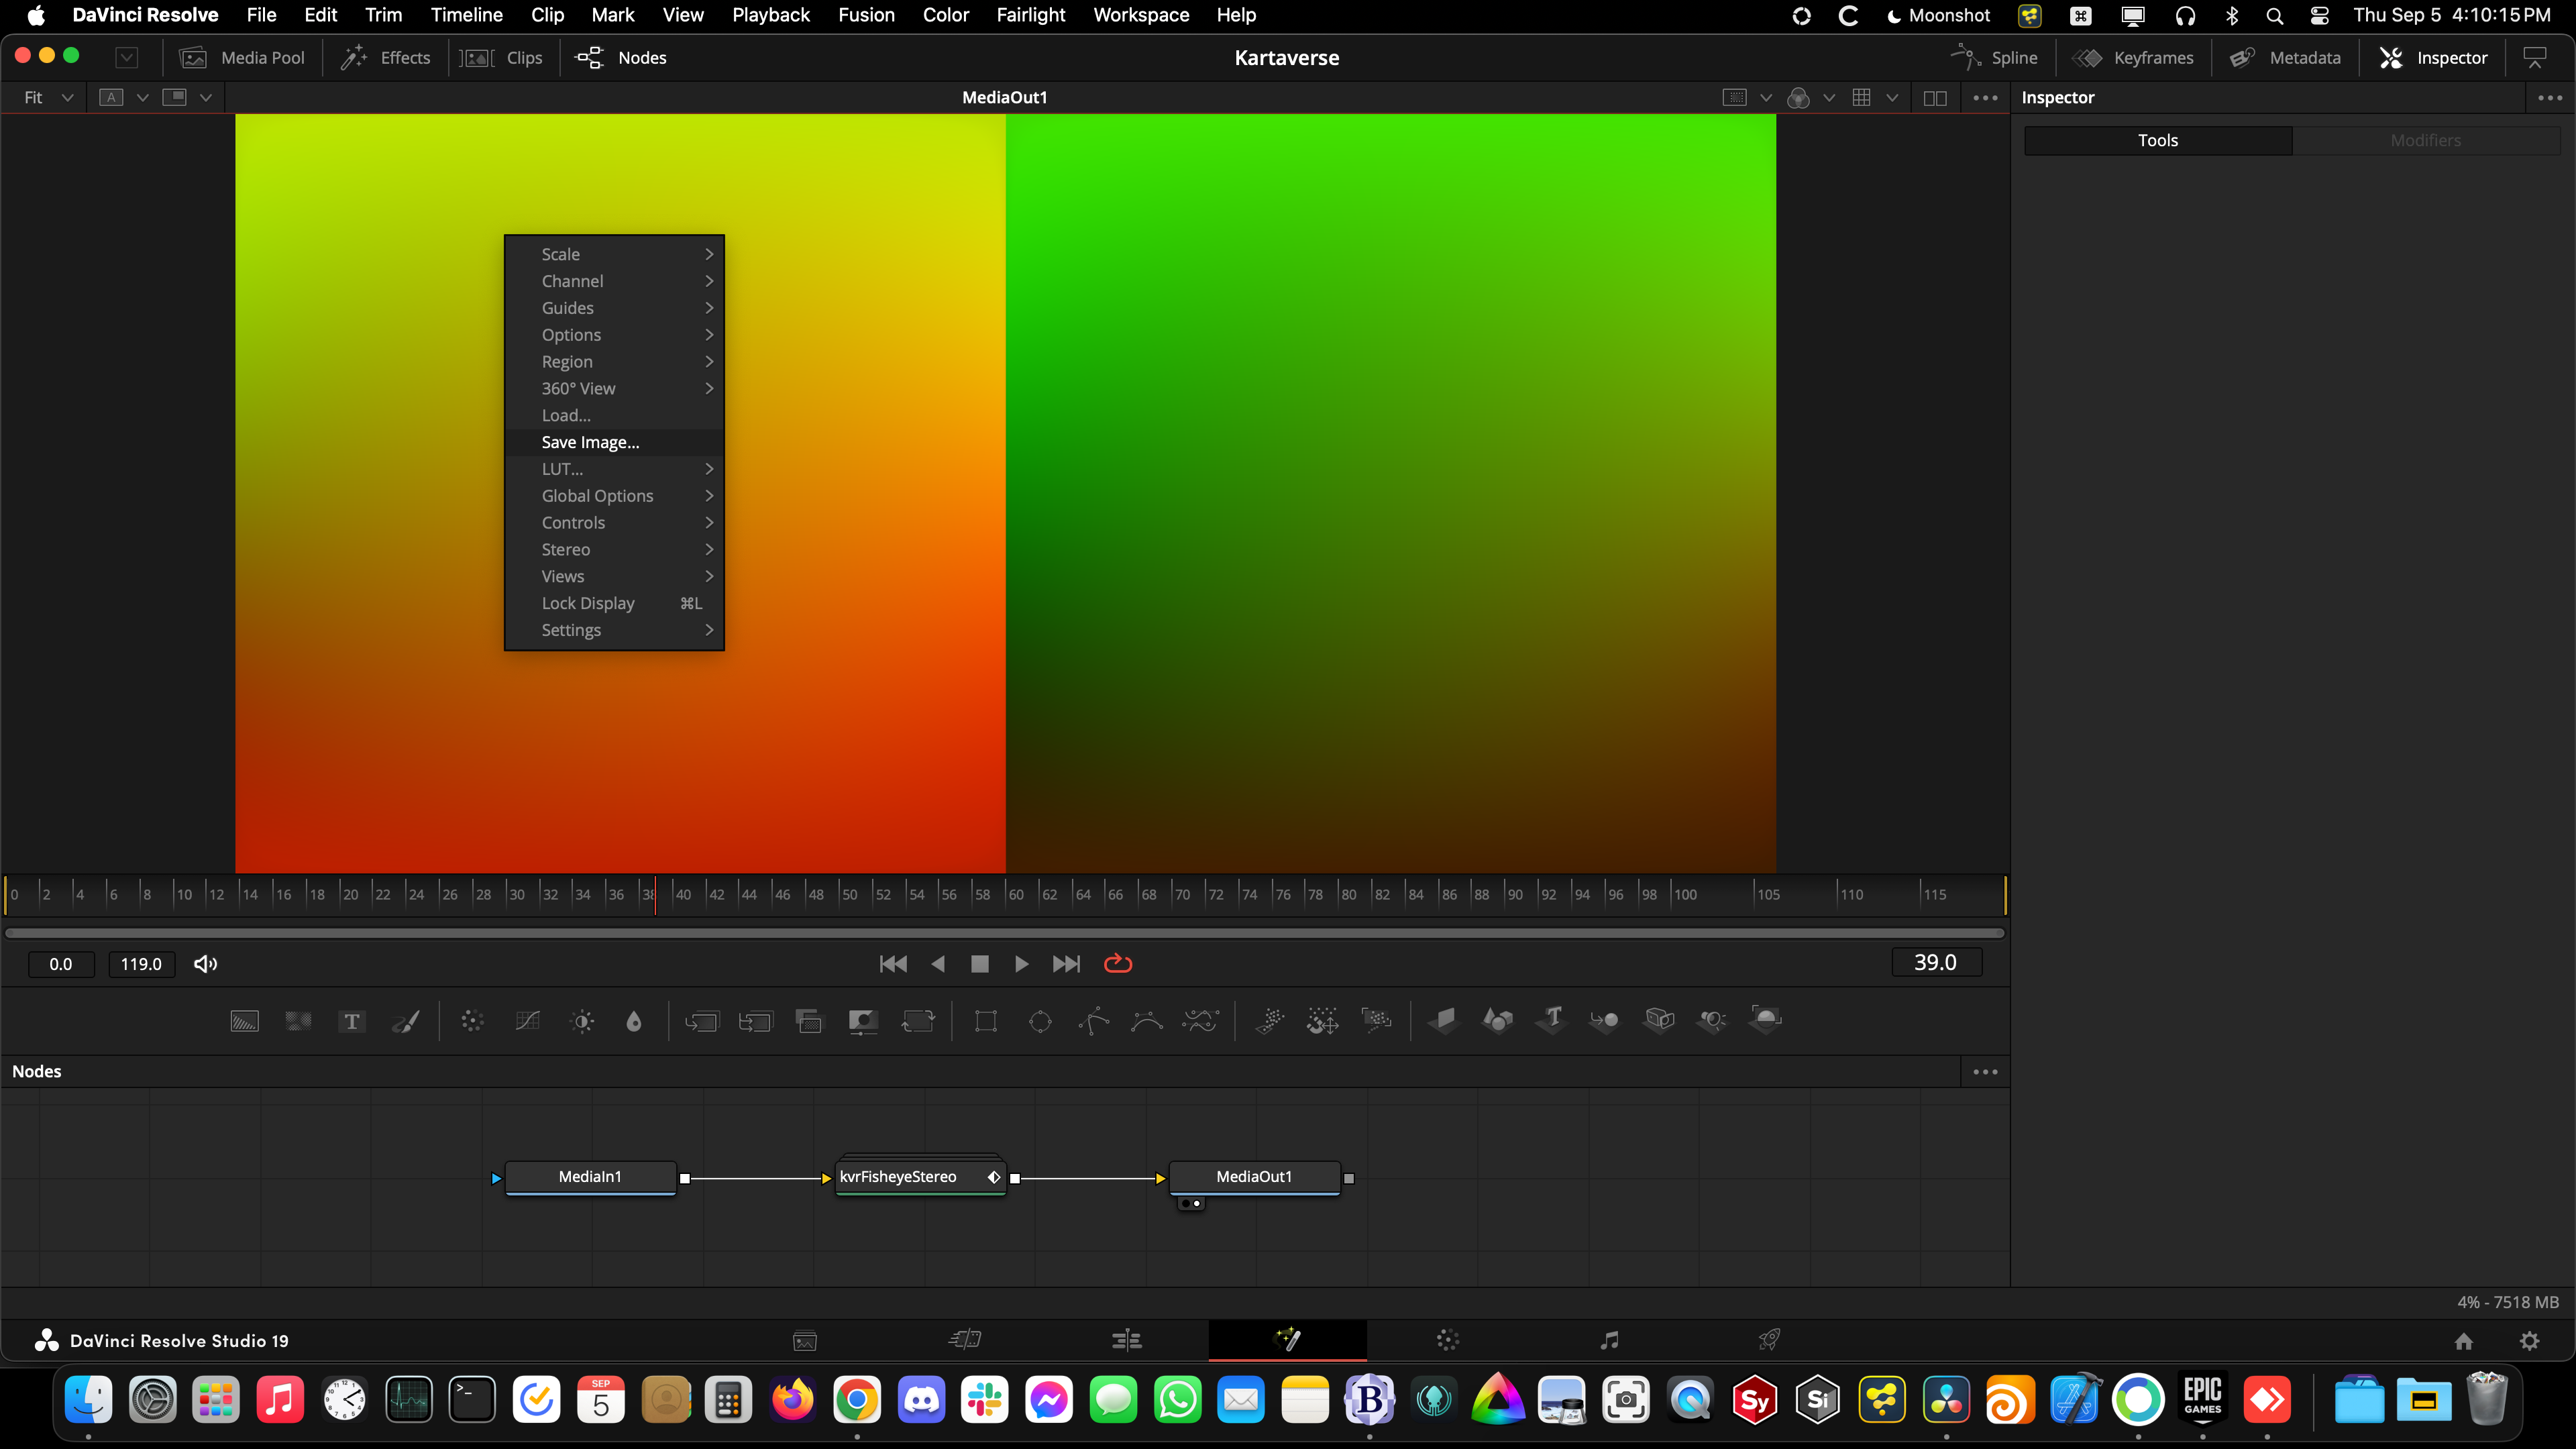 DaVinci Resolve File Edit Trim Timeline Clip Mark View Playback Fusion Color Fairlight Workspace Help Moonshot Thu Sep 5 4:10:15 PM
Media Pool Effects Clips Nodes Kartaverse Spline Keyframes Metadata Inspector
Fit A MediaOut1 Inspector
Tools Modifiers
Scale
Channel
Guides
Options
Region
360° View
Load...
Save Image...
LUT...
Global Options
Controls
Stereo
Views
Lock Display ⌘L
Settings
0 2 4 6 8 10 12 14 16 18 20 22 24 26 28 30 32 34 36 38 40 42 44 46 48 50 52 54 56 58 60 62 64 66 68 70 72 74 76 78 80 82 84 86 88 90 92 94 96 98 100 105 110 115
0.0 119.0 39.0
T T
Nodes
MediaIn1 kvrFisheyeStereo MediaOut1
4% - 7518 MB
DaVinci Resolve Studio 19
SEP
5
B
Sy
Si
EPIC
GAMES